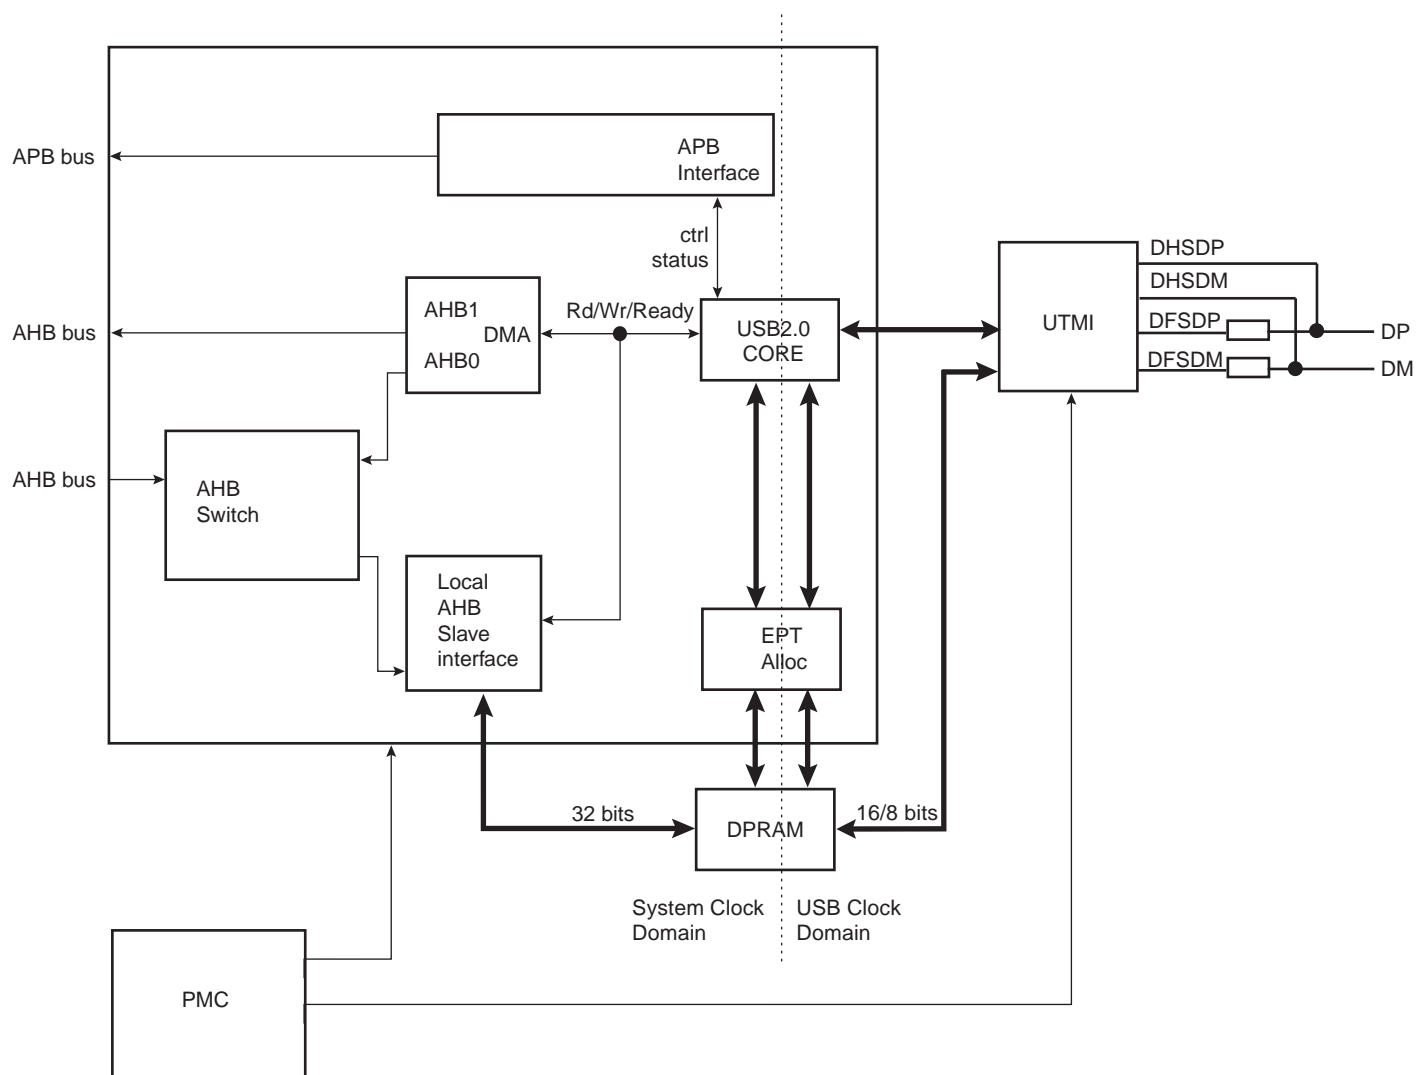 APB bus
APB
Interface
ctrl
status
AHB bus
AHB1
DMA
AHB0
Rd/Wr/Ready
USB2.0
CORE
UTMI
DHSDP
DHSDM
DFSDP
DFSDM
DP
DM
AHB bus
AHB
Switch
Local
AHB
Slave
interface
EPT
Alloc
32 bits
DPRAM
16/8 bits
System Clock
Domain
USB Clock
Domain
PMC